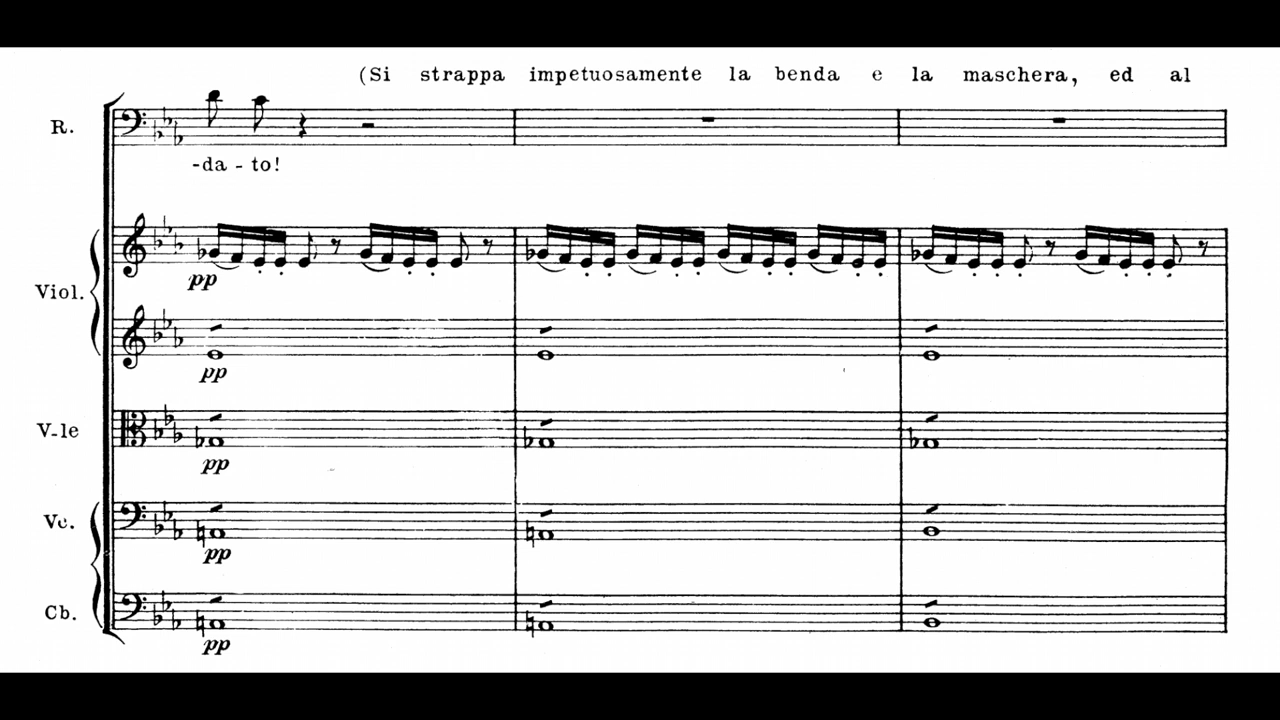 (Si strappa impetuosamente la benda e la maschera, ed al
R.
-da - to!
Viol.
pp
pp
V-le
pp
Vc.
pp
Cb.
pp